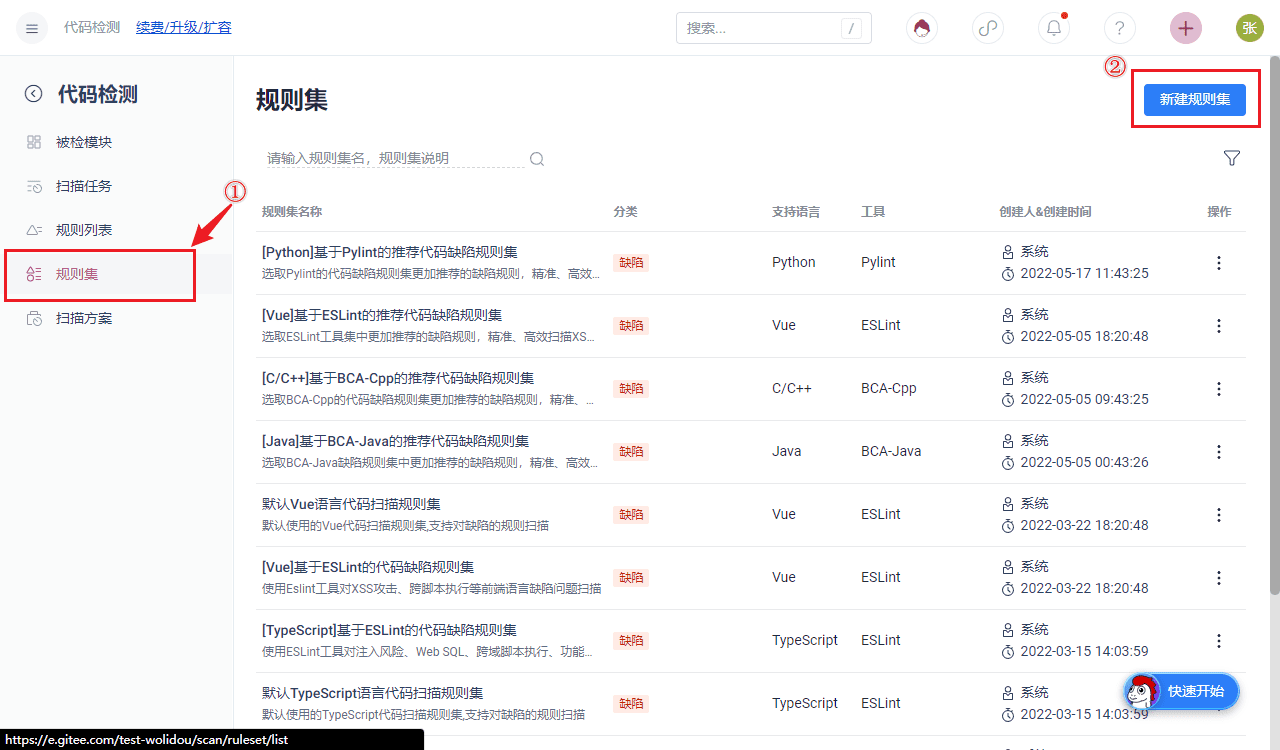 代码检测 续费/升级/扩容 搜索... / ? + 张
代码检测
被检模块
扫描任务
规则列表
规则集
扫描方案
①
②
规则集
新建规则集
请输入规则集名，规则集说明
规则集名称 分类 支持语言 工具 创建人&创建时间 操作
[Python]基于Pylint的推荐代码缺陷规则集
选取Pylint的代码缺陷规则集更加推荐的缺陷规则，精准、高效...
缺陷 Python Pylint
系统
2022-05-17 11:43:25
[Vue]基于ESLint的推荐代码缺陷规则集
选取ESLint工具集中更加推荐的缺陷规则，精准、高效扫描XS...
缺陷 Vue ESLint
系统
2022-05-05 18:20:48
[C/C++]基于BCA-Cpp的推荐代码缺陷规则集
选取BCA-Cpp的代码缺陷规则集更加推荐的缺陷规则，精准、...
缺陷 C/C++ BCA-Cpp
系统
2022-05-05 09:43:25
[Java]基于BCA-Java的推荐代码缺陷规则集
选取BCA-Java缺陷规则集中更加推荐的缺陷规则，精准、高效...
缺陷 Java BCA-Java
系统
2022-05-05 00:43:26
默认Vue语言代码扫描规则集
默认使用的Vue代码扫描规则集,支持对缺陷的规则扫描
缺陷 Vue ESLint
系统
2022-03-22 18:20:48
[Vue]基于ESLint的代码缺陷规则集
使用Eslint工具对XSS攻击、跨脚本执行等前端语言缺陷问题扫描
缺陷 Vue ESLint
系统
2022-03-22 18:20:48
[TypeScript]基于ESLint的代码缺陷规则集
使用ESLint工具对注入风险、Web SQL、跨域脚本执行、功能...
缺陷 TypeScript ESLint
系统
2022-03-15 14:03:59
默认TypeScript语言代码扫描规则集
默认使用的TypeScript代码扫描规则集,支持对缺陷的规则扫描
缺陷 TypeScript ESLint
系统
2022-03-15 14:03:59
快速开始
https://e.gitee.com/test-wolidou/scan/ruleset/list